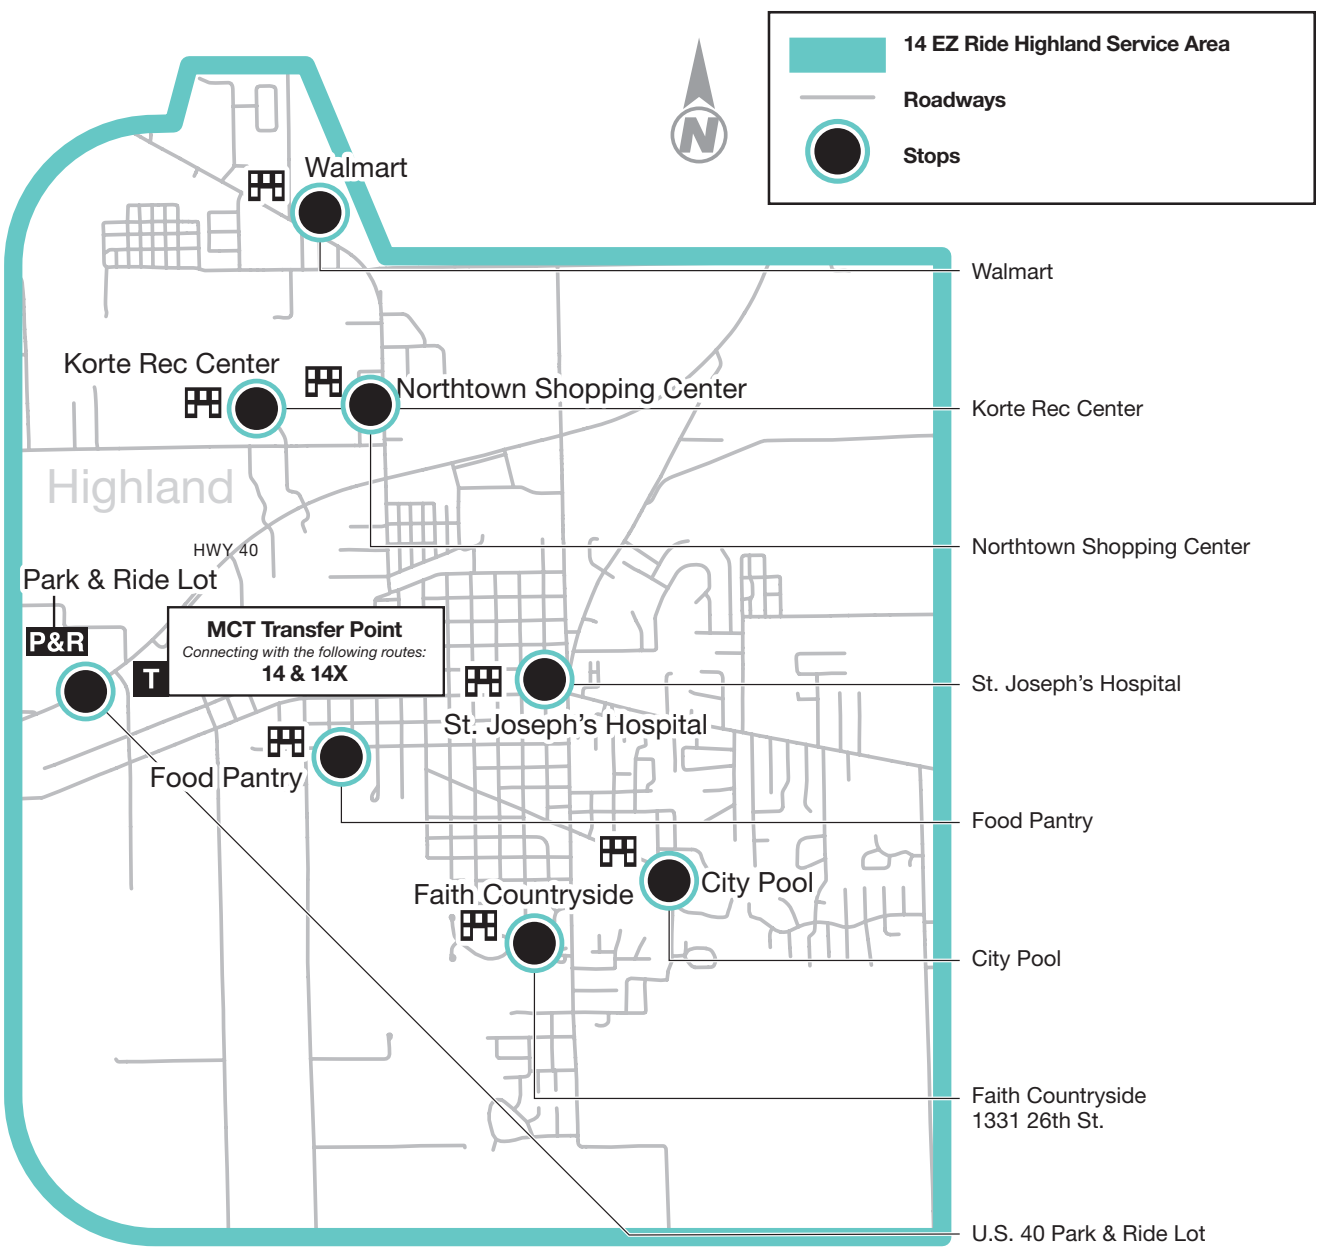 14 EZ Ride Highland Service Area
Roadways
Stops
N
Walmart
Walmart
Korte Rec Center
Northtown Shopping Center
Korte Rec Center
Highland
HWY 40
Northtown Shopping Center
Park & Ride Lot
P&R
MCT Transfer Point
Connecting with the following routes:
14 & 14X
T
St. Joseph's Hospital
St. Joseph's Hospital
Food Pantry
Food Pantry
City Pool
Faith Countryside
City Pool
Faith Countryside
1331 26th St.
U.S. 40 Park & Ride Lot